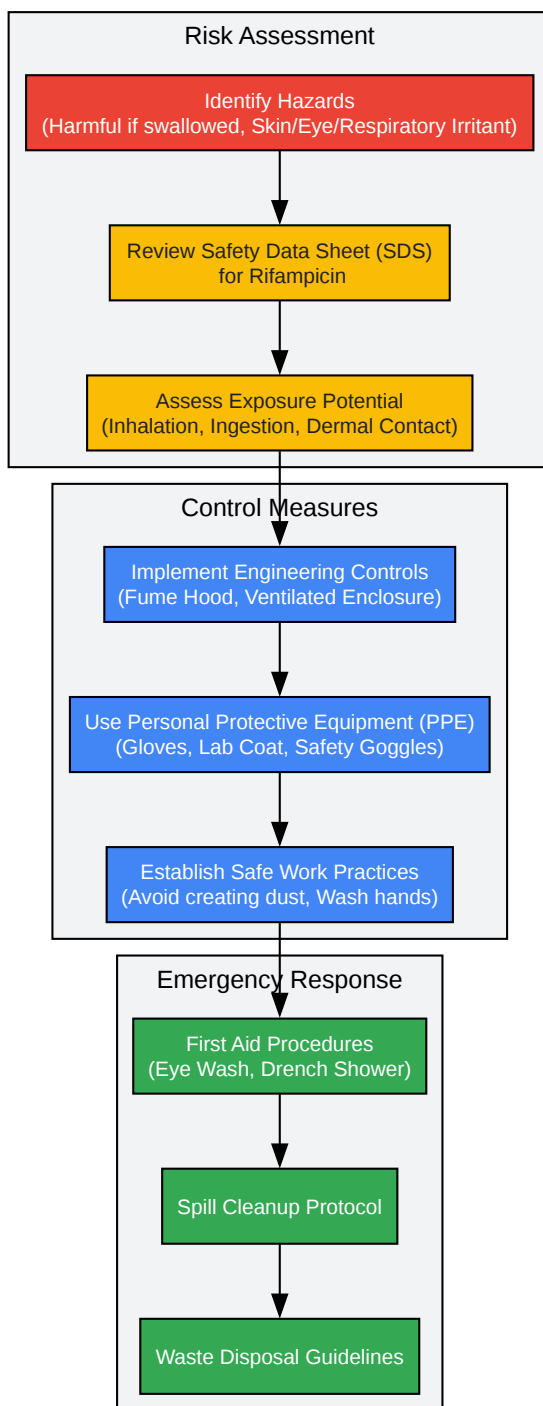 Risk Assessment
Identify Hazards
(Harmful if swallowed, Skin/Eye/Respiratory Irritant)
Review Safety Data Sheet (SDS)
for Rifampicin
Assess Exposure Potential
(Inhalation, Ingestion, Dermal Contact)
Control Measures
Implement Engineering Controls
(Fume Hood, Ventilated Enclosure)
Use Personal Protective Equipment (PPE)
(Gloves, Lab Coat, Safety Goggles)
Establish Safe Work Practices
(Avoid creating dust, Wash hands)
Emergency Response
First Aid Procedures
(Eye Wash, Drench Shower)
Spill Cleanup Protocol
Waste Disposal Guidelines